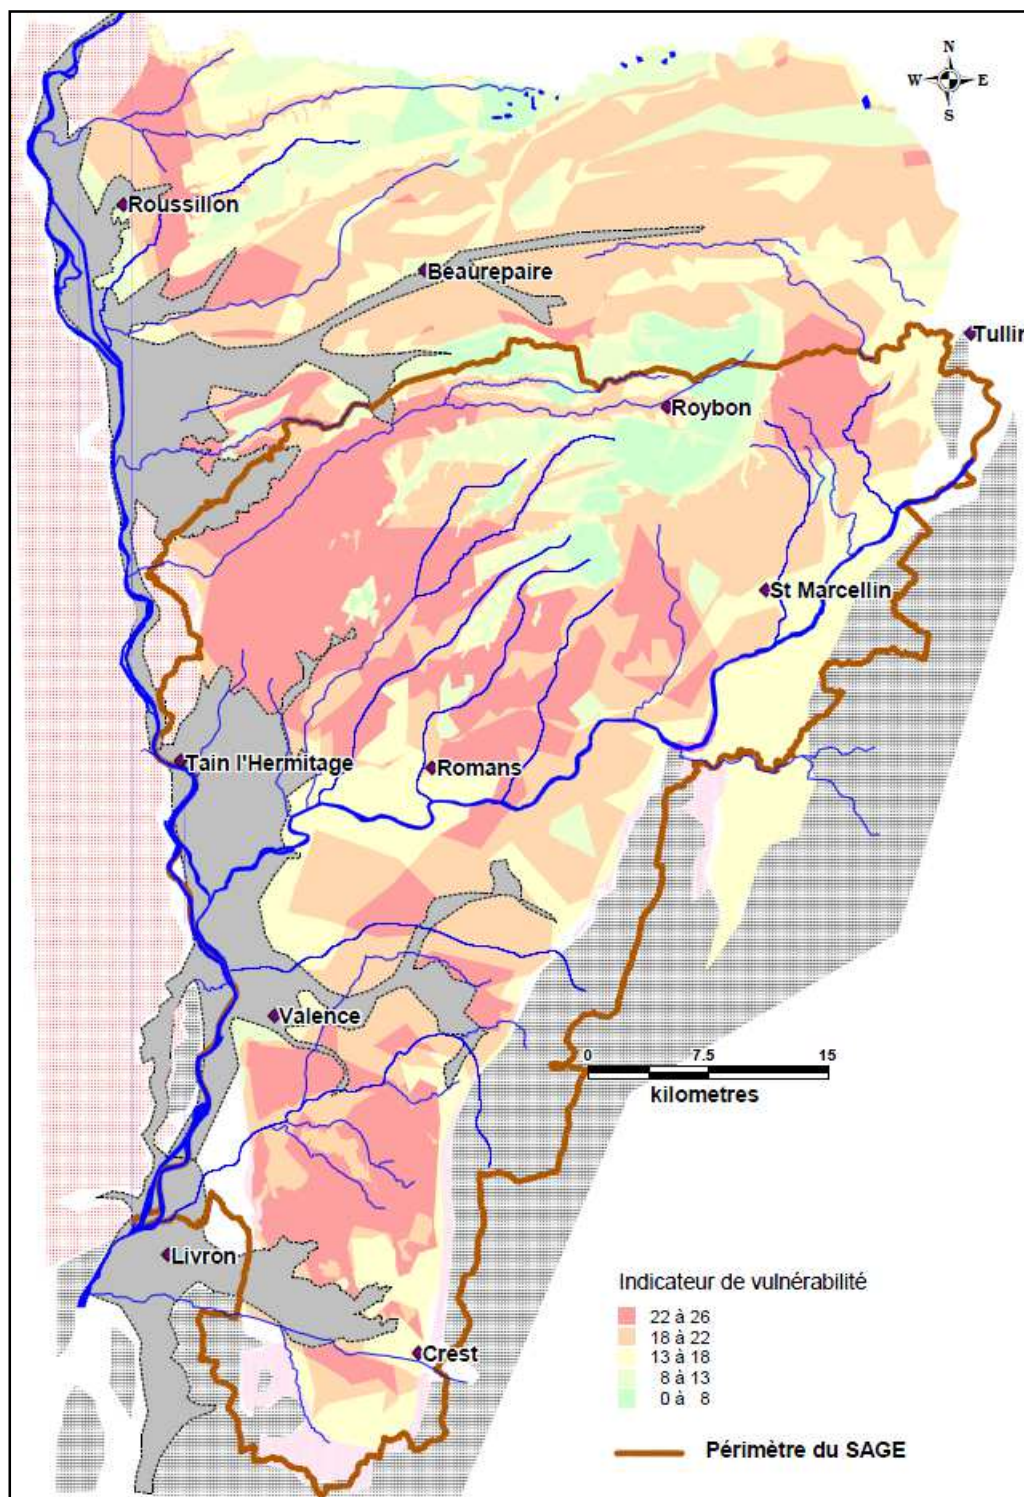 N
W E
S
Roussillon
Beaurepaire
Tullin
Roybon
St Marcellin
Tain l'Hermitage
Romans
Valence
0 7.5 15
kilometres
Livron
Crest
Indicateur de vulnérabilité
22 à 26
18 à 22
13 à 18
8 à 13
0 à 8
Périmètre du SAGE